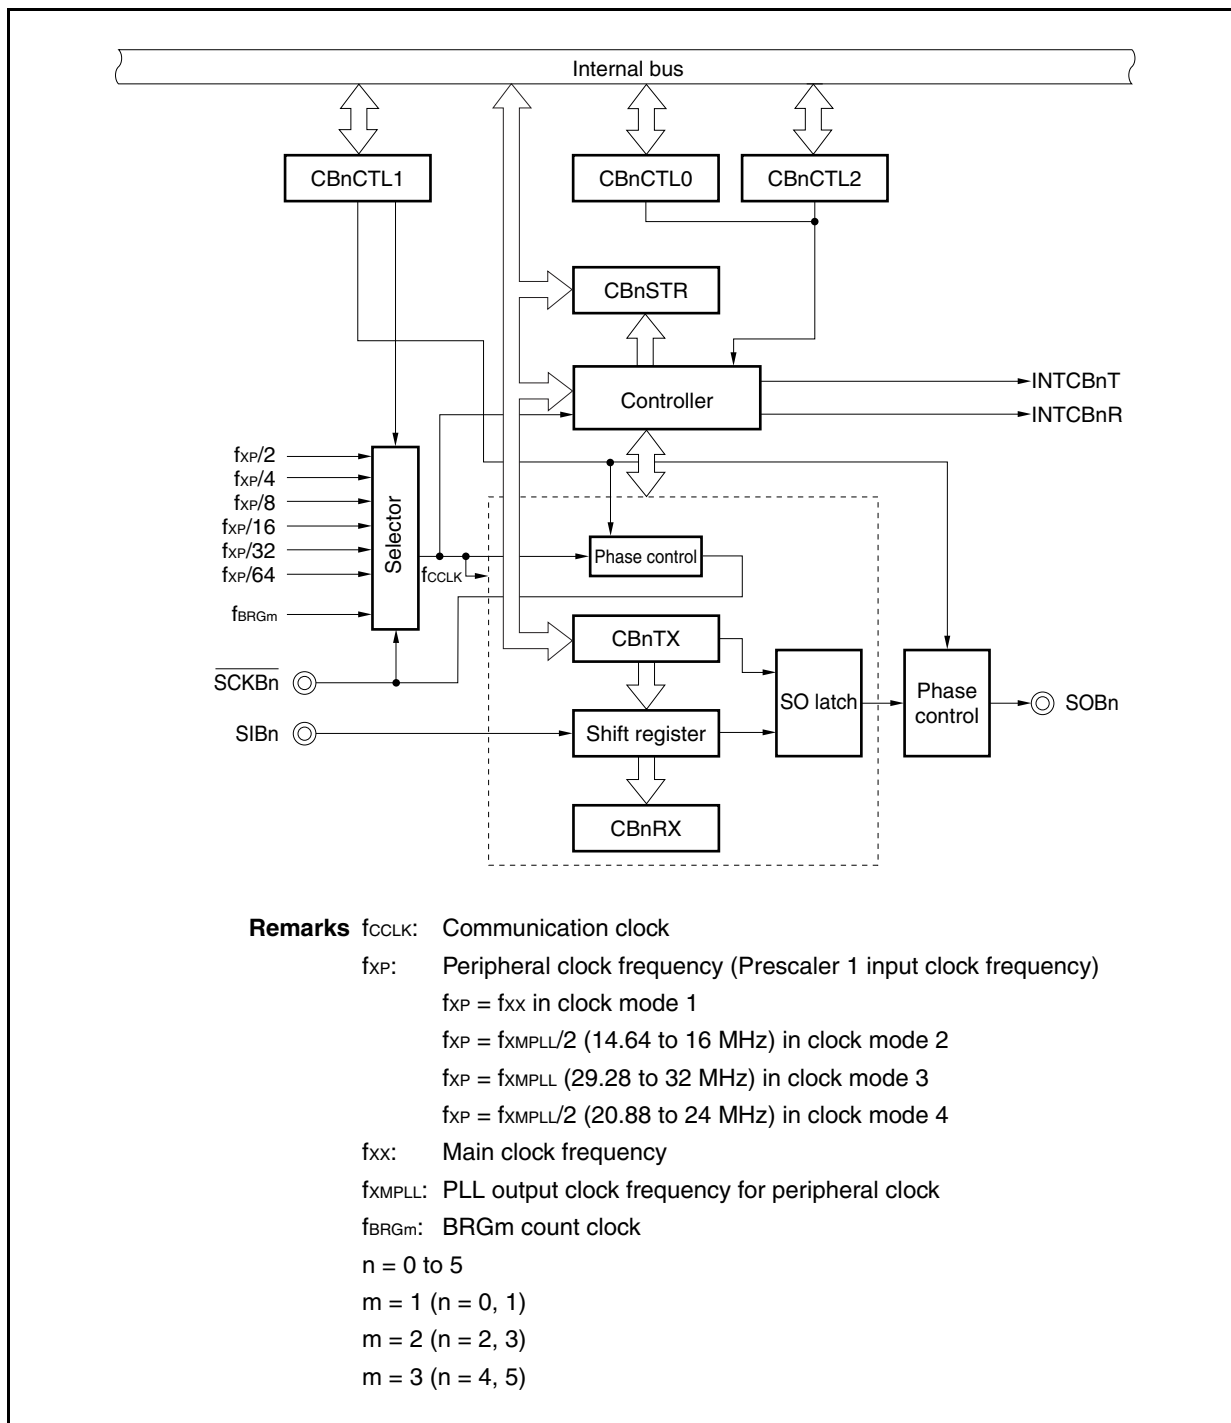 Internal bus
CBnCTL1
CBnCTL0
CBnCTL2
CBnSTR
Controller
INTCBnT
INTCBnR
fXP/2
fXP/4
fXP/8
fXP/16
fXP/32
fXP/64
fBRGm
Selector
fCCLK
Phase control
CBnTX
SCKBn
SO latch
Phase
control
SOBn
SIBn
Shift register
CBnRX
Remarks fCCLK: Communication clock
fXP: Peripheral clock frequency (Prescaler 1 input clock frequency)
fXP = fXX in clock mode 1
fXP = fXMPLL/2 (14.64 to 16 MHz) in clock mode 2
fXP = fXMPLL (29.28 to 32 MHz) in clock mode 3
fXP = fXMPLL/2 (20.88 to 24 MHz) in clock mode 4
fXX: Main clock frequency
fXMPLL: PLL output clock frequency for peripheral clock
fBRGm: BRGm count clock
n = 0 to 5
m = 1 (n = 0, 1)
m = 2 (n = 2, 3)
m = 3 (n = 4, 5)